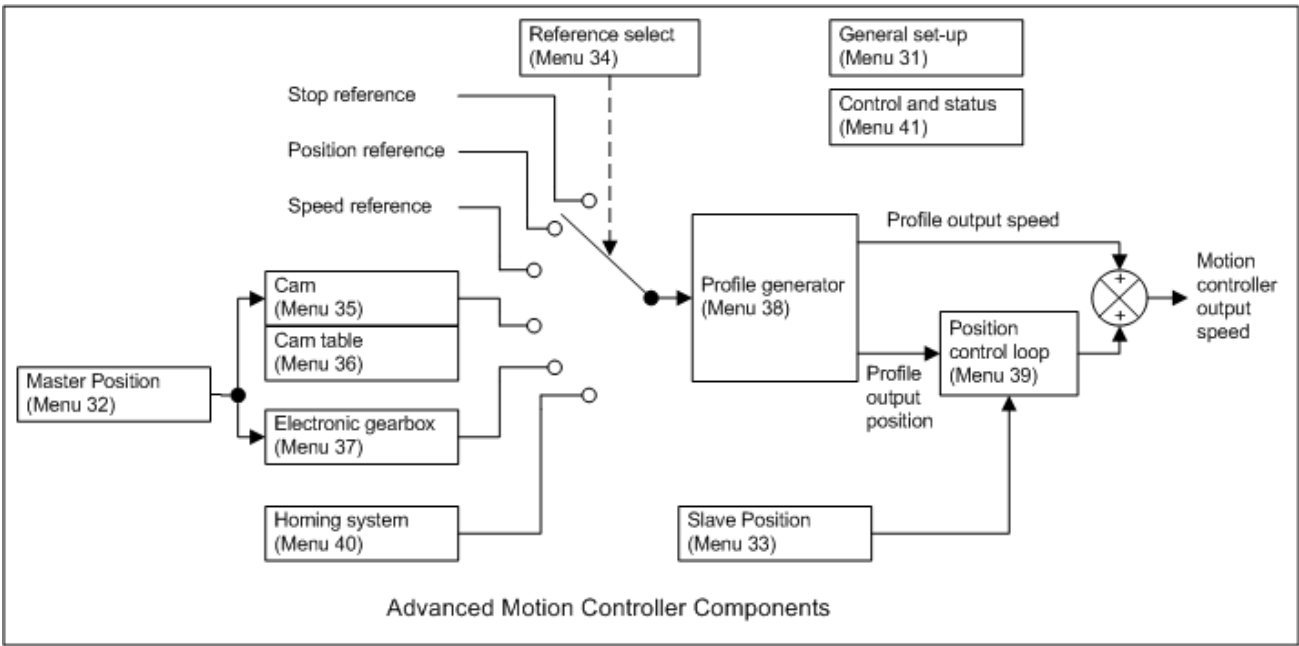 Reference select
(Menu 34)
General set-up
(Menu 31)
Control and status
(Menu 41)
Stop reference
Position reference
Speed reference
Cam
(Menu 35)
Cam table
(Menu 36)
Master Position
(Menu 32)
Electronic gearbox
(Menu 37)
Homing system
(Menu 40)
Profile generator
(Menu 38)
Profile output speed
Profile
output
position
Position
control loop
(Menu 39)
+
+
Motion
controller
output
speed
Slave Position
(Menu 33)
Advanced Motion Controller Components